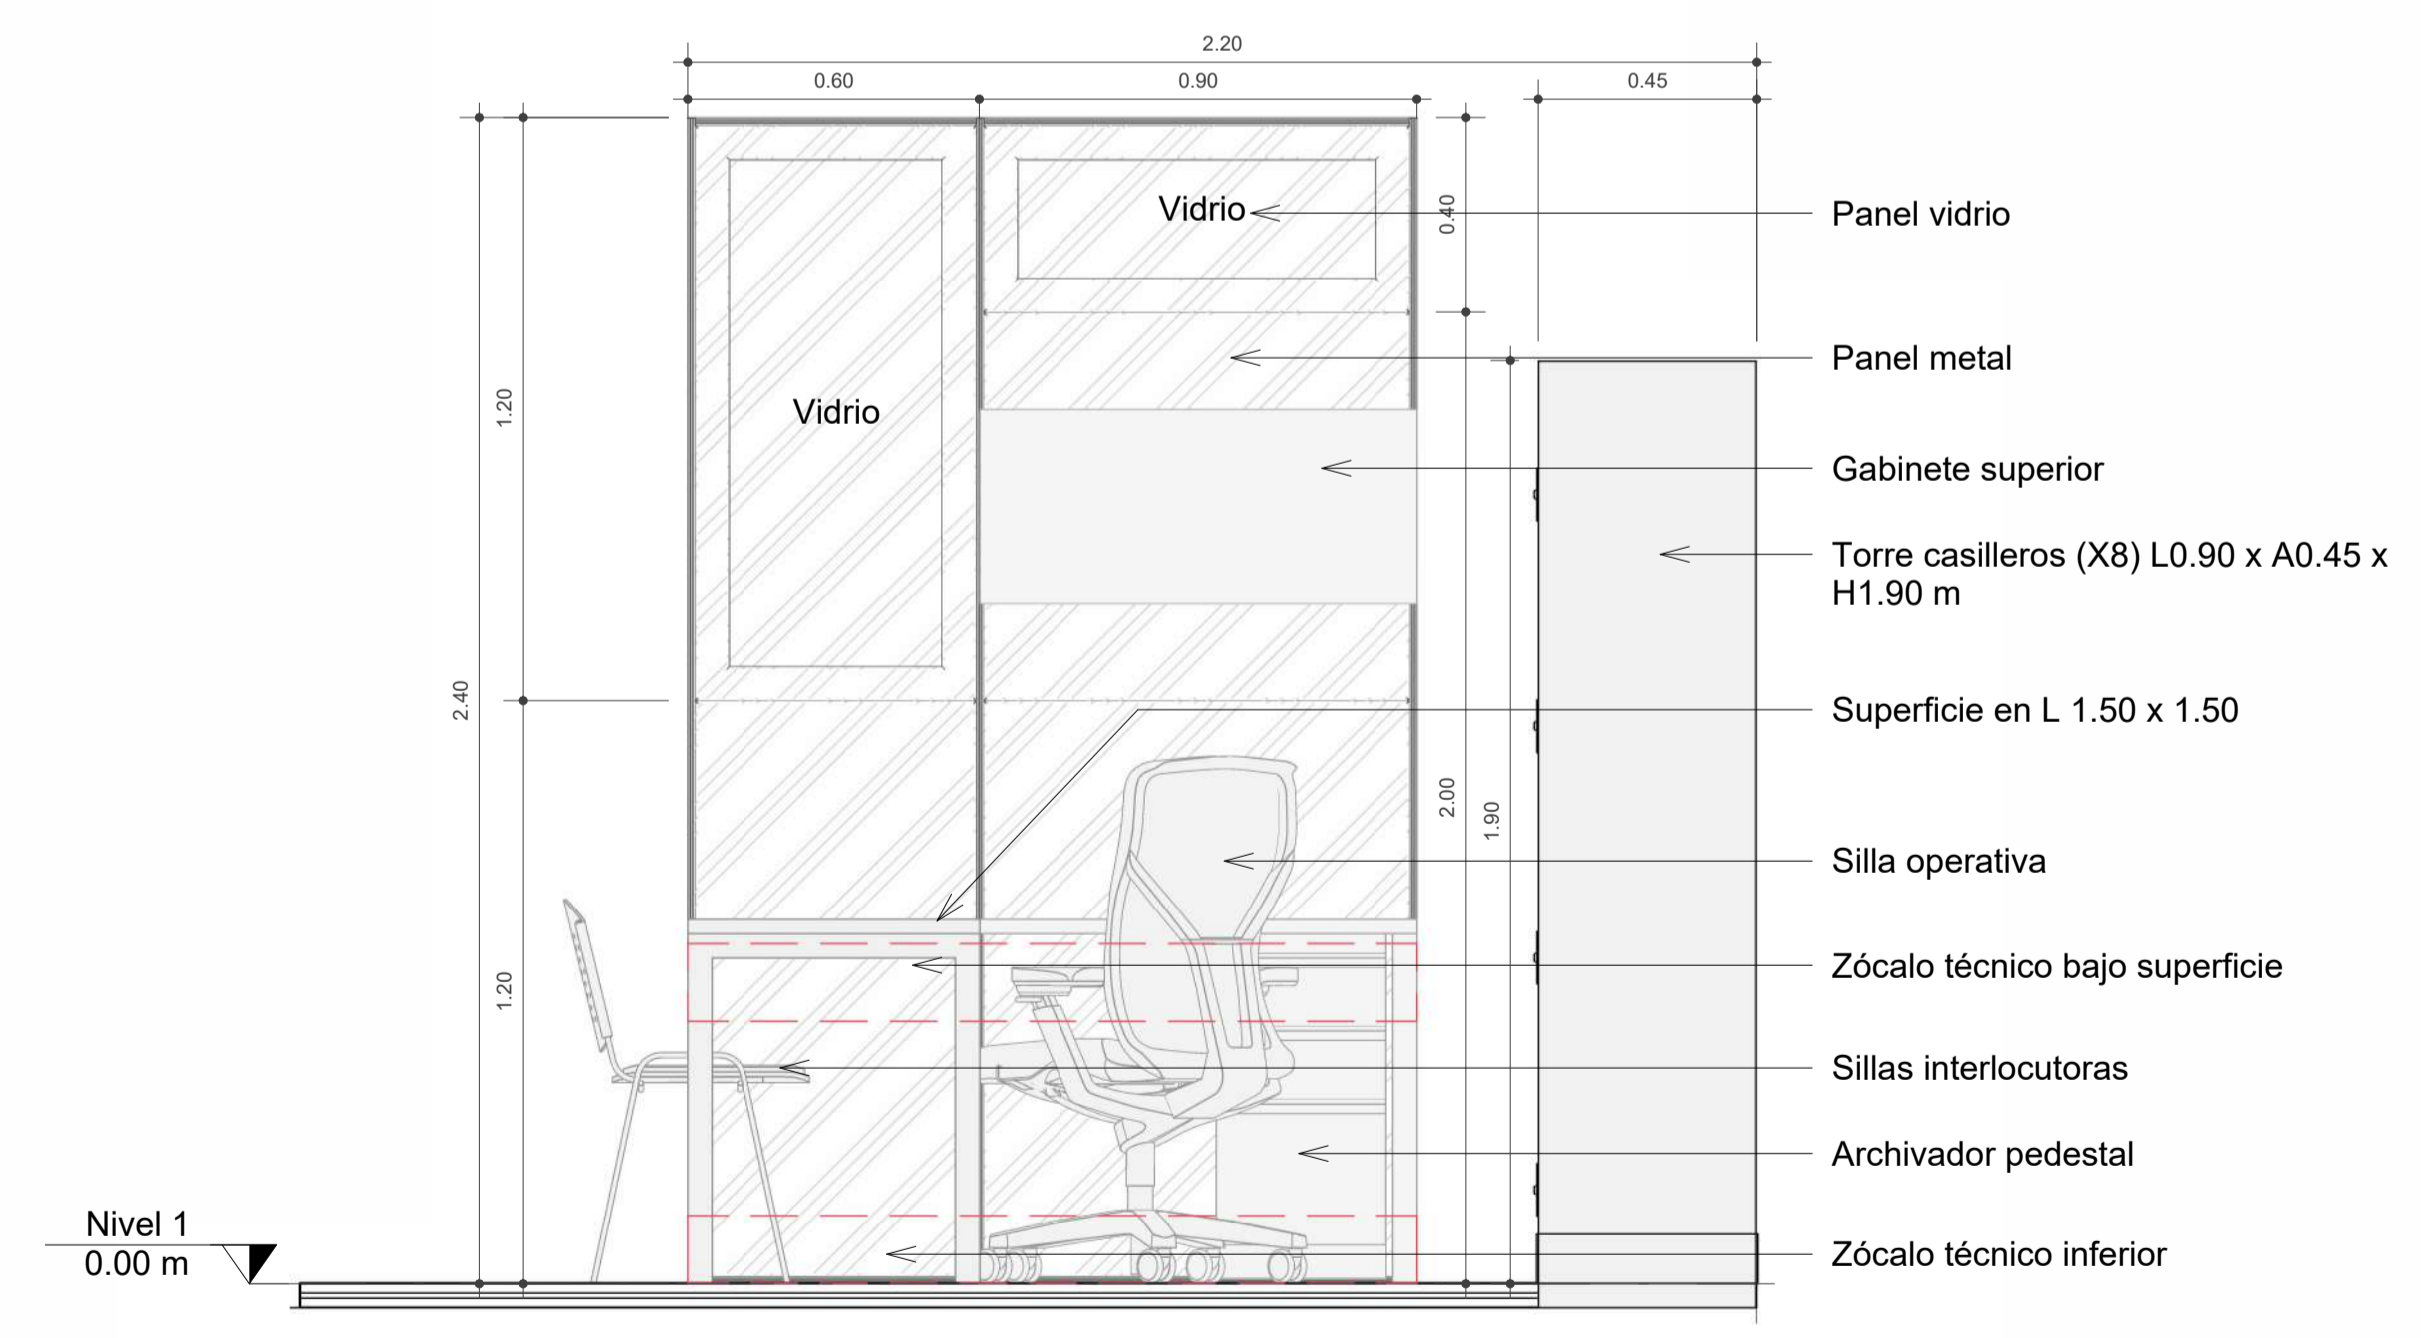 2.20
0.60
0.90
0.45
Vidrio
0.40
Panel vidrio
Panel metal
1.20
Vidrio
Gabinete superior
Torre casilleros (X8) L0.90 x A0.45 x
H1.90 m
2.40
Superficie en L 1.50 x 1.50
2.00
1.90
Silla operativa
Zócalo técnico bajo superficie
1.20
Sillas interlocutoras
Archivador pedestal
Nivel 1
0.00 m
Zócalo técnico inferior